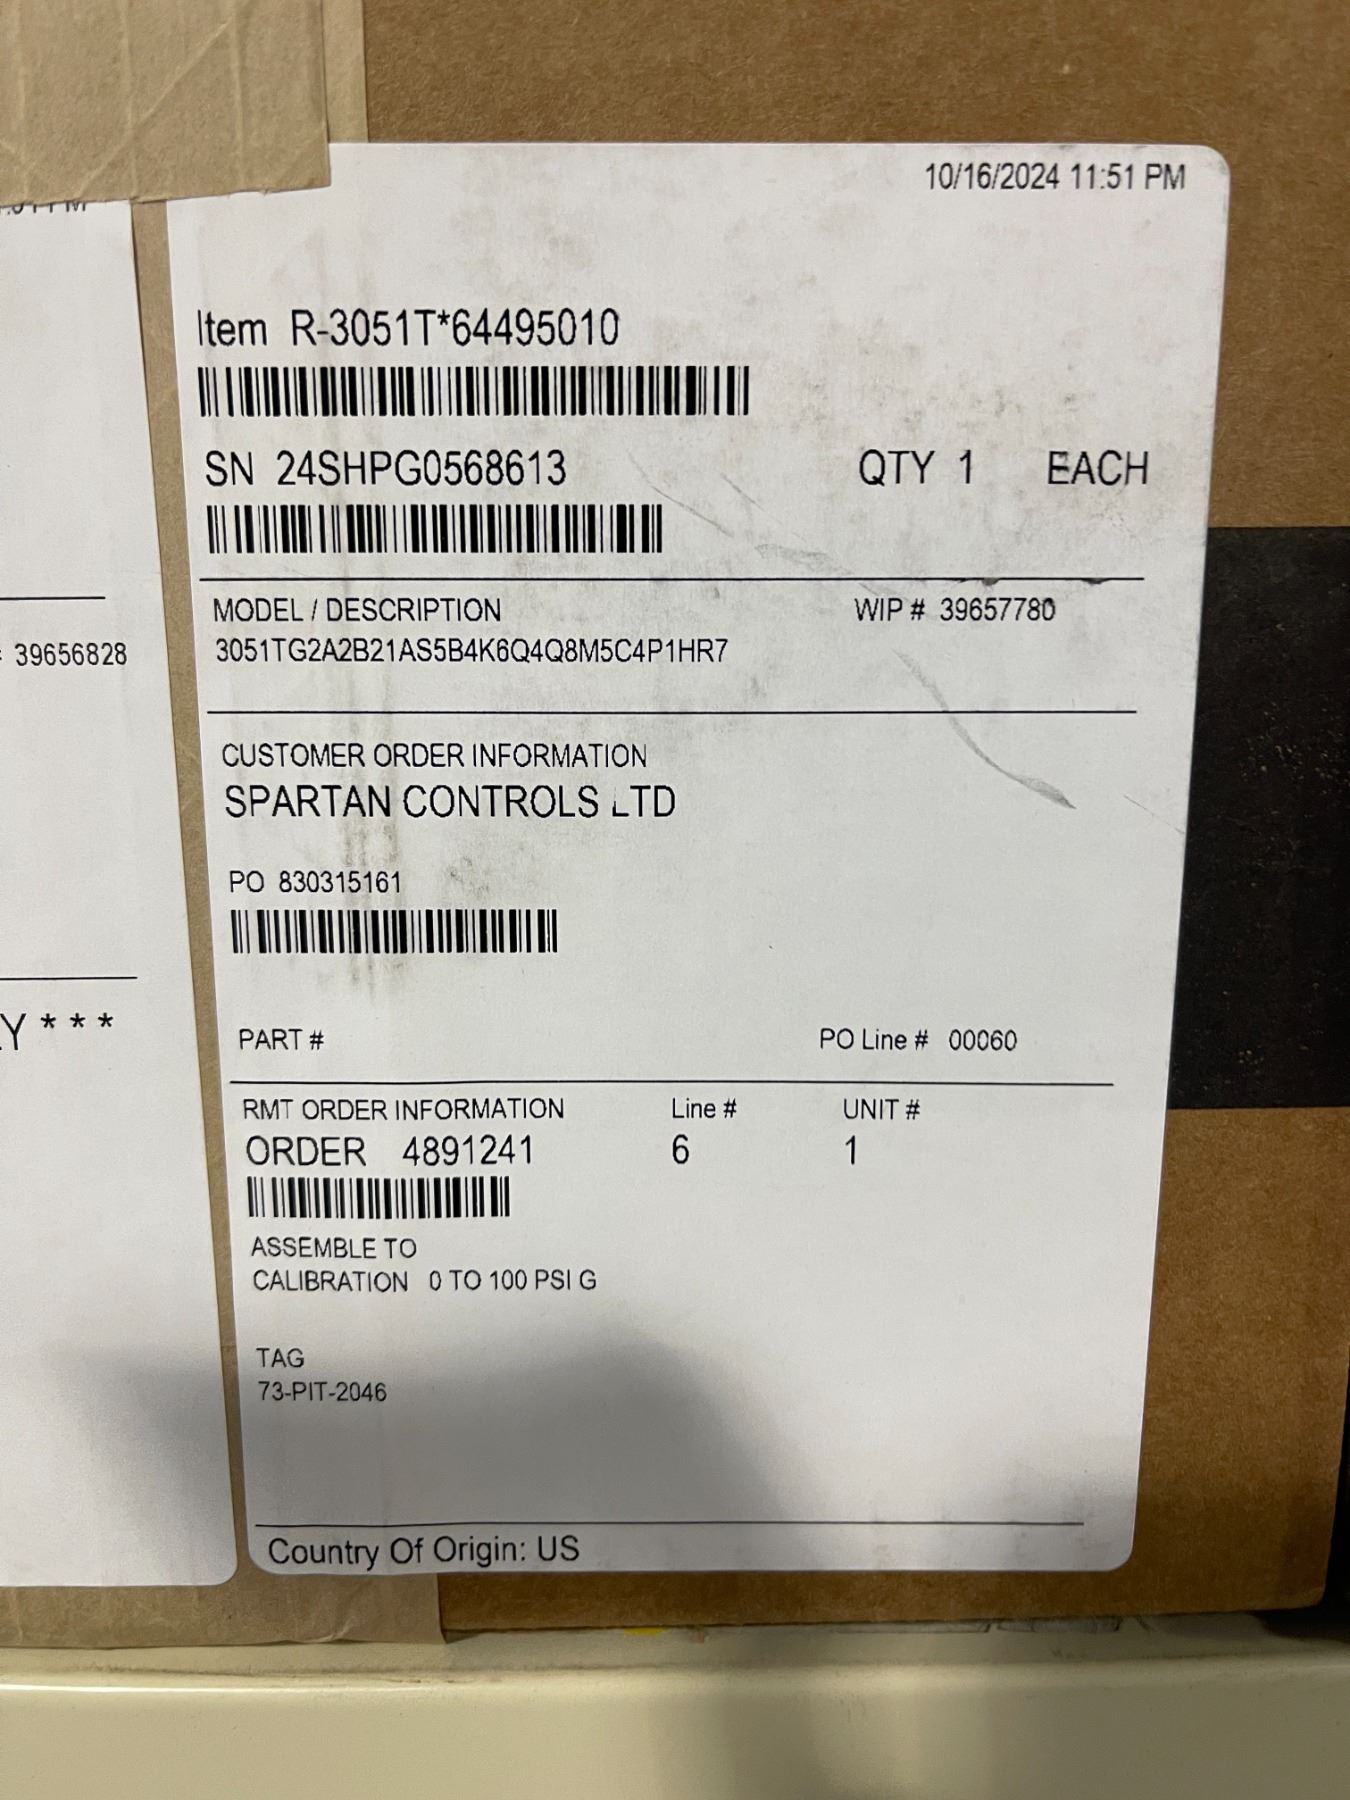 10/16/2024 11:51 PM
Item R-3051T*64495010
SN 24SHPG0568613 QTY 1 EACH
MODEL / DESCRIPTION WIP # 39657780
3051TG2A2B21AS5B4K6Q4Q8M5C4P1HR7
39656828
CUSTOMER ORDER INFORMATION
SPARTAN CONTROLS LTD
PO 830315161
Y * * *
PART # PO Line # 00060
RMT ORDER INFORMATION Line # UNIT #
ORDER 4891241 6 1
ASSEMBLE TO
CALIBRATION 0 TO 100 PSI G
TAG
73-PIT-2046
Country Of Origin: US